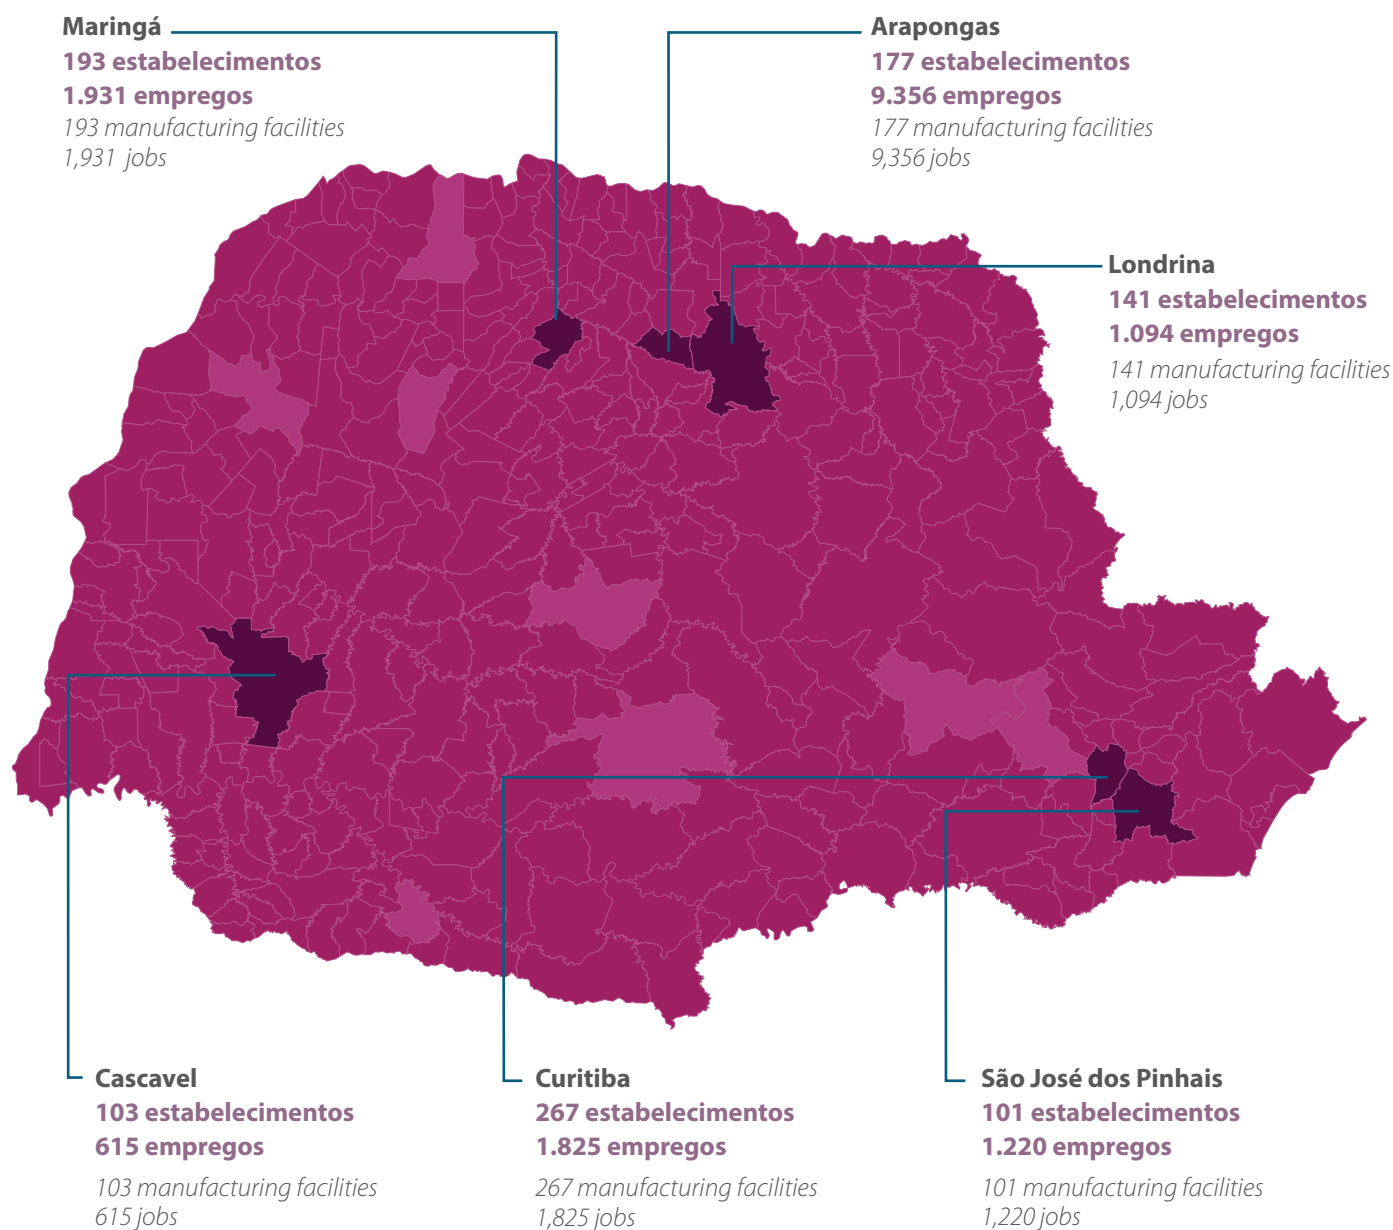 Maringá
193 estabelecimentos
1.931 empregos
193 manufacturing facilities
1,931 jobs
Arapongas
177 estabelecimentos
9.356 empregos
177 manufacturing facilities
9,356 jobs
Londrina
141 estabelecimentos
1.094 empregos
141 manufacturing facilities
1,094 jobs
Cascavel
103 estabelecimentos
615 empregos
103 manufacturing facilities
615 jobs
Curitiba
267 estabelecimentos
1.825 empregos
267 manufacturing facilities
1,825 jobs
São José dos Pinhais
101 estabelecimentos
1.220 empregos
101 manufacturing facilities
1,220 jobs